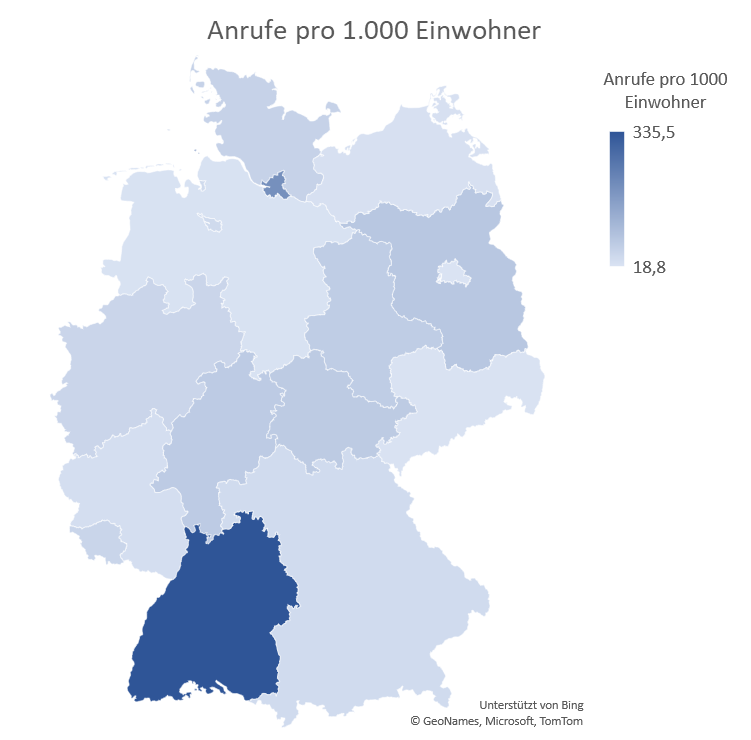 Anrufe pro 1.000 Einwohner
Anrufe pro 1000
Einwohner
335,5
18,8
Unterstützt von Bing
© GeoNames, Microsoft, TomTom